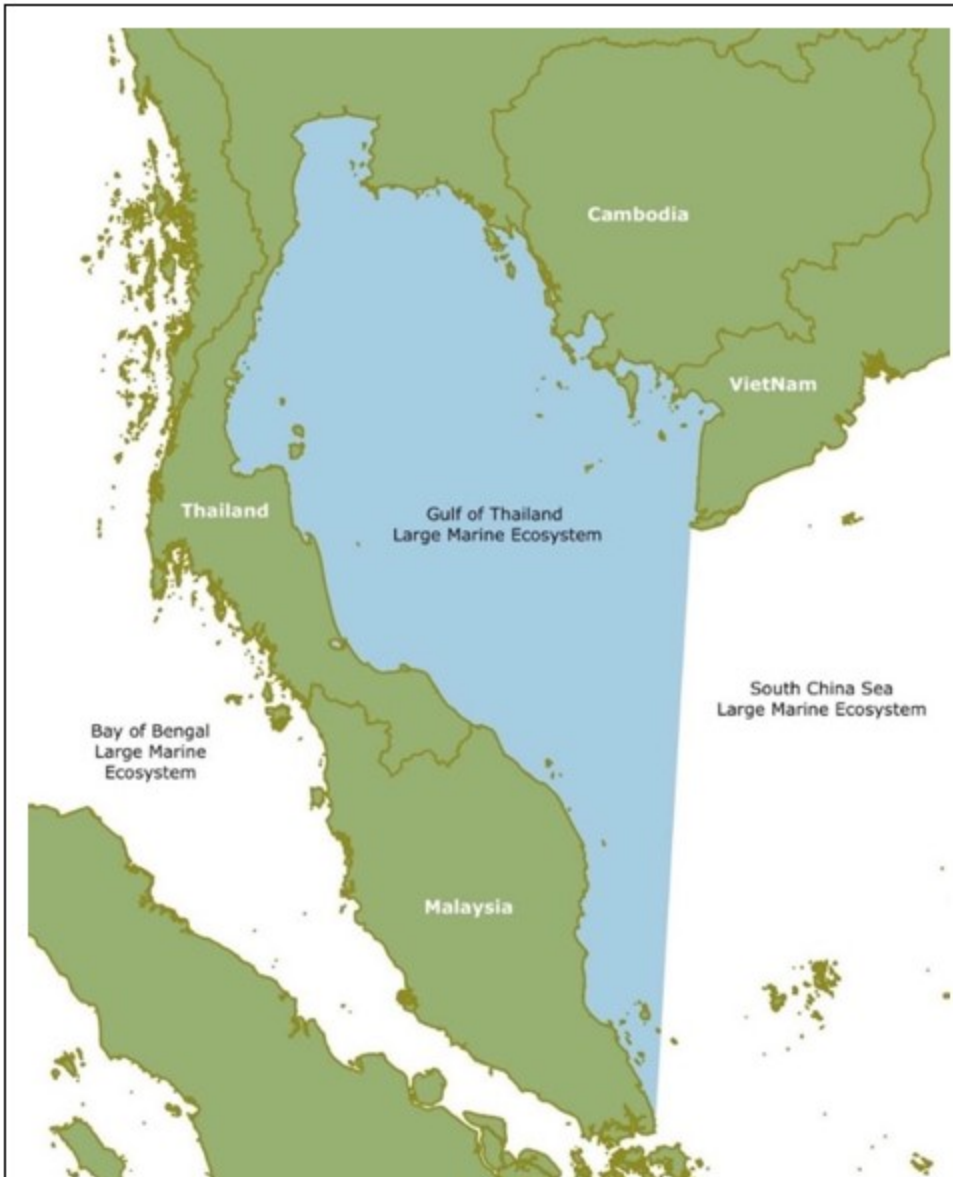 Cambodia
VietNam
Thailand
Gulf of Thailand
Large Marine Ecosystem
South China Sea
Large Marine Ecosystem
Bay of Bengal
Large Marine
Ecosystem
Malaysia